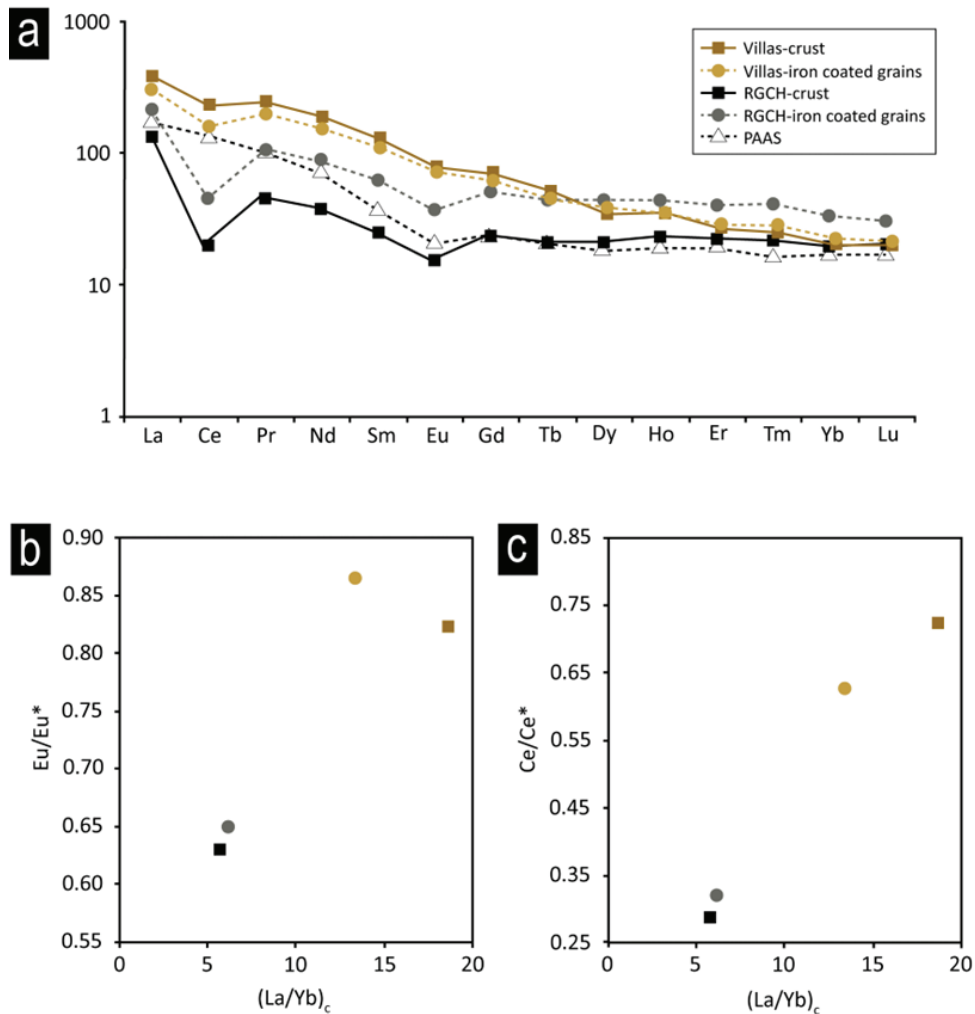 a
1000
100
10
1
Villas-crust
Villas-iron coated grains
RGCH-crust
RGCH-iron coated grains
PAAS
La Ce Pr Nd Sm Eu Gd Tb Dy Ho Er Tm Yb Lu
b
0.90
0.85
0.80
0.75
0.70
0.65
0.60
0.55
Eu/Eu*
0 5 10 15 20
(La/Yb)c
c
0.85
0.75
0.65
0.55
0.45
0.35
0.25
Ce/Ce*
0 5 10 15 20
(La/Yb)c